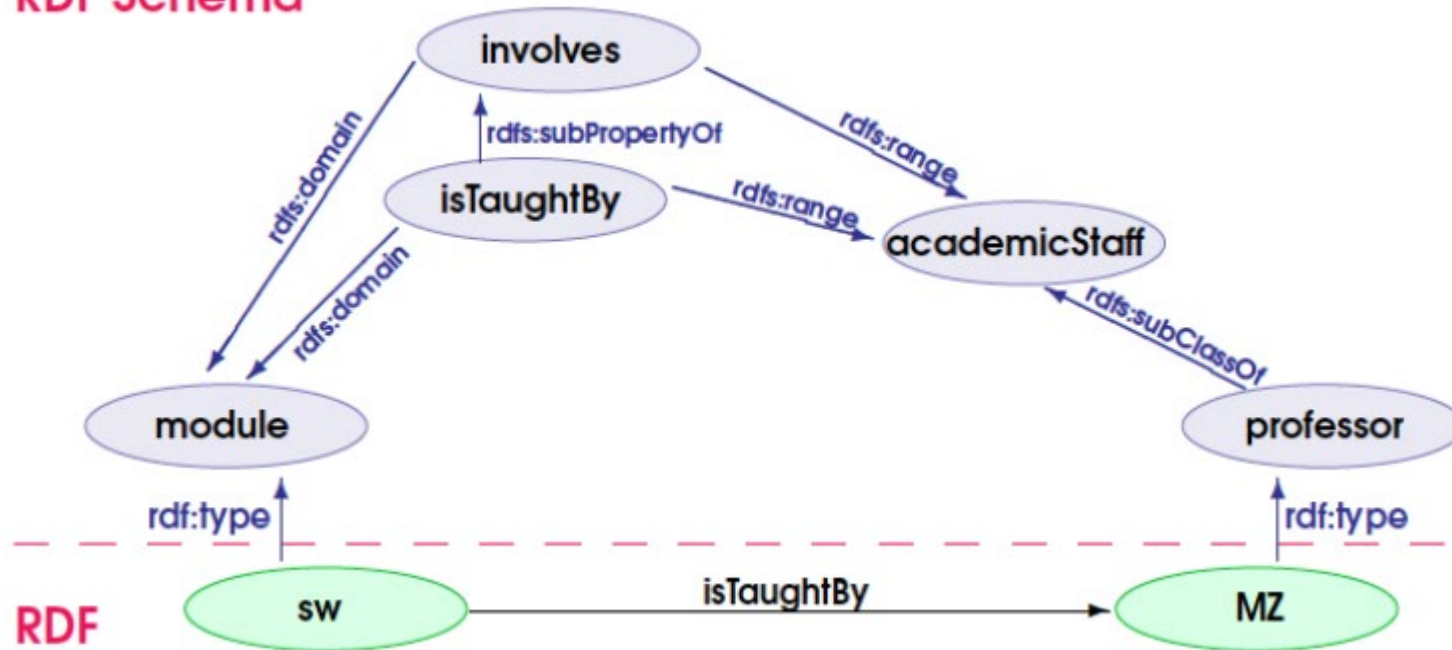 RDF Schema
involves
rdfs:domain
rdfs:subPropertyOf
rdfs:range
isTaughtBy
rdfs:range
academicStaff
rdfs:domain
rdfs:subClassOf
module
professor
rdf:type
rdf:type
RDF
sw
isTaughtBy
MZ